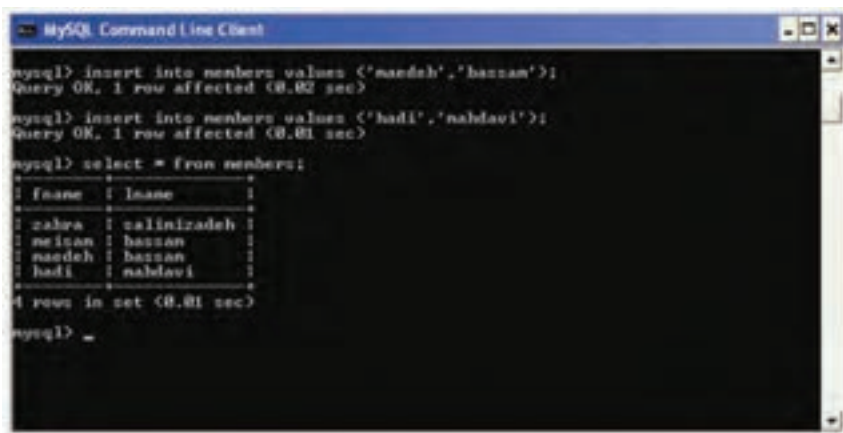 MySQL Command Line Client
mysql> insert into members values ('maedeh','bassam');
Query OK, 1 row affected (0.02 sec)
mysql> insert into members values ('hadi','mahdavi');
Query OK, 1 row affected (0.01 sec)
mysql> select * from members;
+--------+-------------+
| fname | lname |
+--------+-------------+
| zahra | salimizadeh |
| meisam | bassam |
| maedeh | bassam |
| hadi | mahdavi |
+--------+-------------+
4 rows in set (0.01 sec)
mysql> _